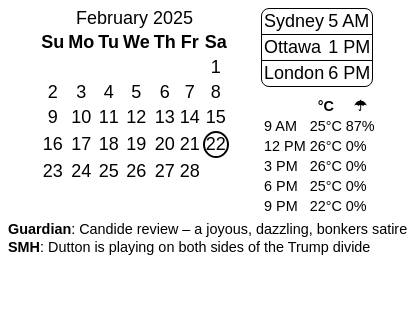 February 2025
Su Mo Tu We Th Fr Sa
1
2 3 4 5 6 7 8
9 10 11 12 13 14 15
16 17 18 19 20 21 22
23 24 25 26 27 28
Sydney 5 AM
Ottawa 1 PM
London 6 PM
°C ☂
9 AM 25°C 87%
12 PM 26°C 0%
3 PM 26°C 0%
6 PM 25°C 0%
9 PM 22°C 0%
Guardian: Candide review – a joyous, dazzling, bonkers satire
SMH: Dutton is playing on both sides of the Trump divide